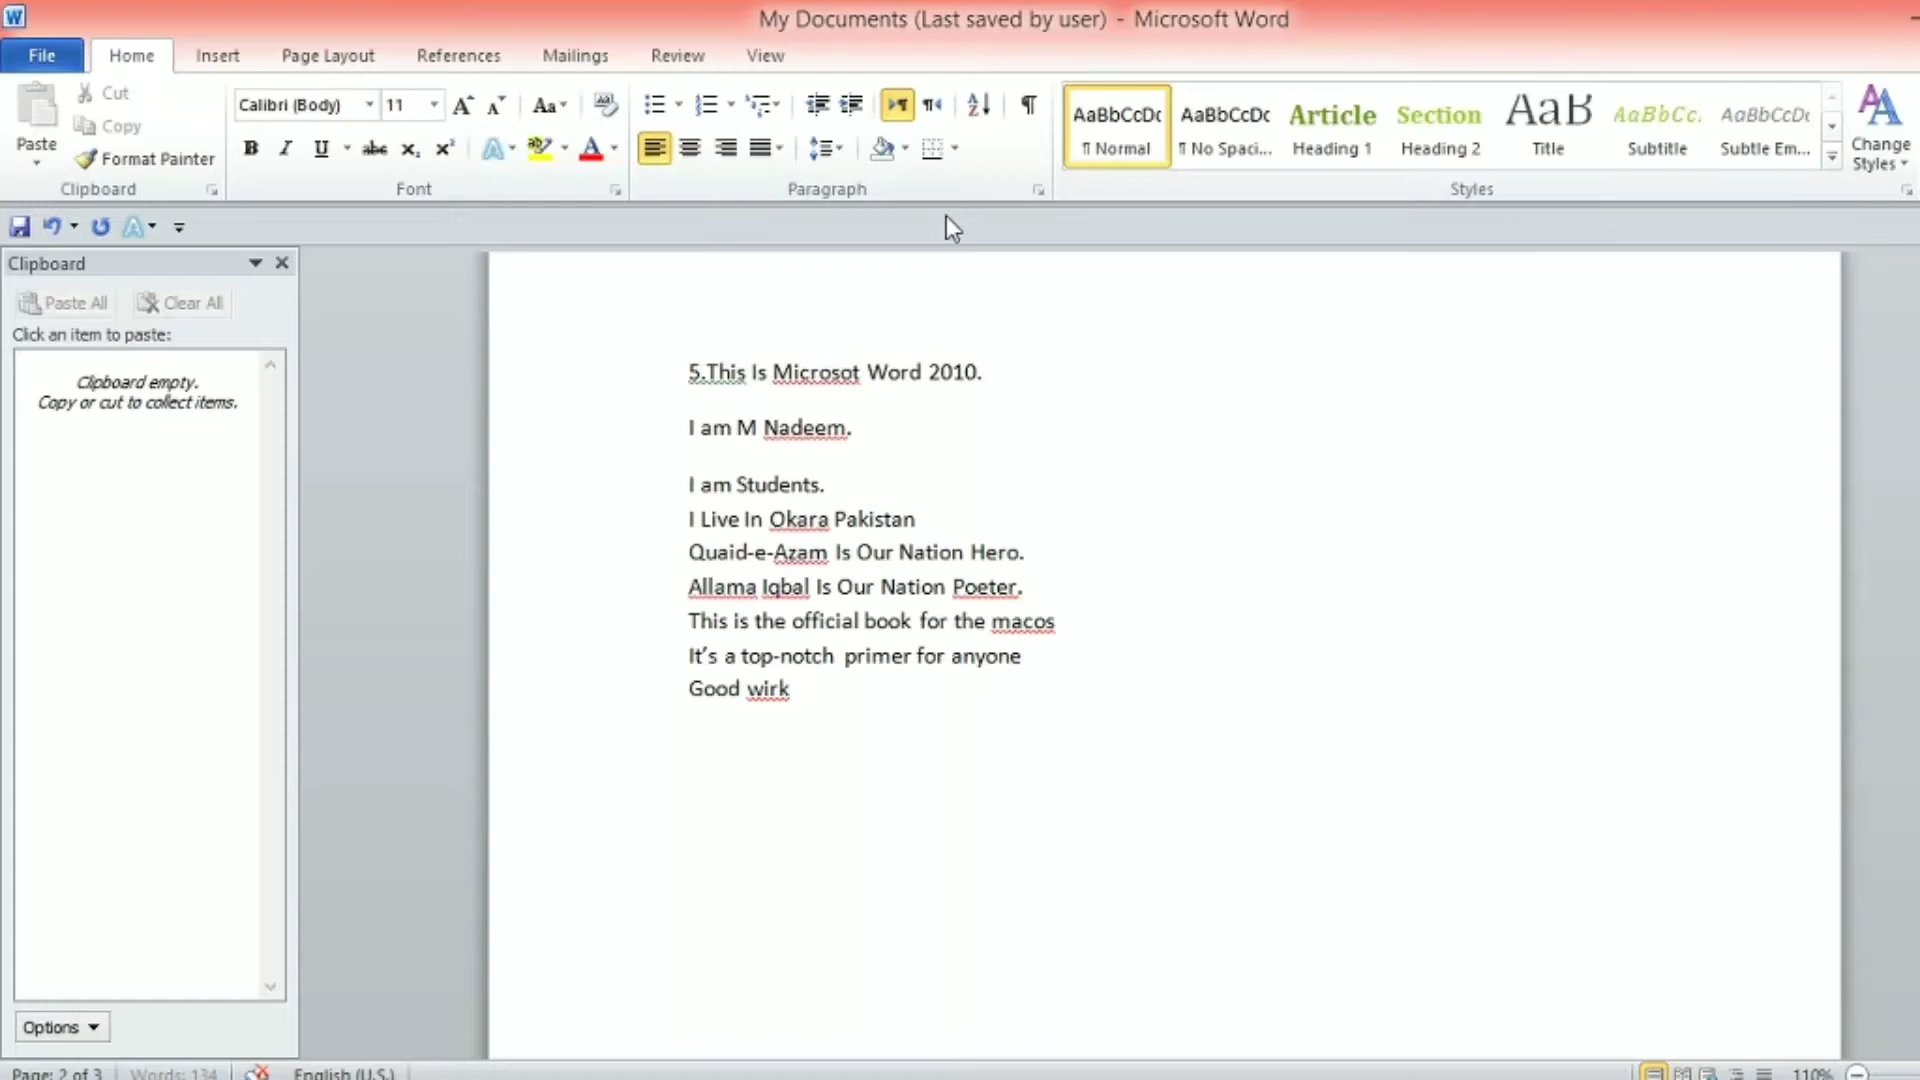 My Documents (Last saved by user) - Microsoft Word
File Home Insert Page Layout References Mailings Review View
Paste
Cut
Copy
Format Painter
Clipboard
Calibri (Body) 11
Font
Paragraph
AaBbCcDc AaBbCcDc Article Section AaB AaBbCc. AaBbCcDc
¶ Normal ¶ No Spaci... Heading 1 Heading 2 Title Subtitle Subtle Em...
Change Styles
Styles
Clipboard
Paste All Clear All
Click an item to paste:
Clipboard empty.
Copy or cut to collect items.
Options
5.This Is Microsot Word 2010.
I am M Nadeem.
I am Students.
I Live In Okara Pakistan
Quaid-e-Azam Is Our Nation Hero.
Allama Iqbal Is Our Nation Poeter.
This is the official book for the macos
It's a top-notch primer for anyone
Good wirk
Page: 2 of 3 Words: 134 English (U.S.) 110%